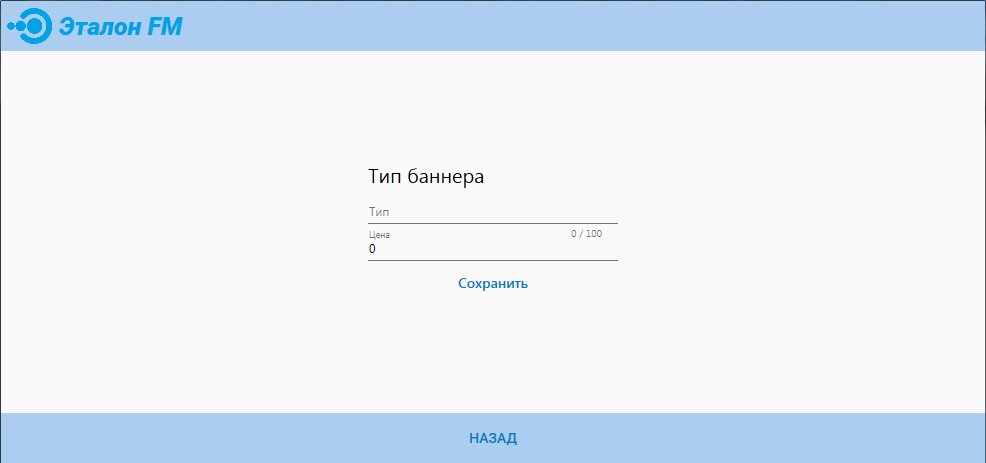 Эталон FM
Тип баннера
Тип
Цена 0 / 100
0
Сохранить
НАЗАД